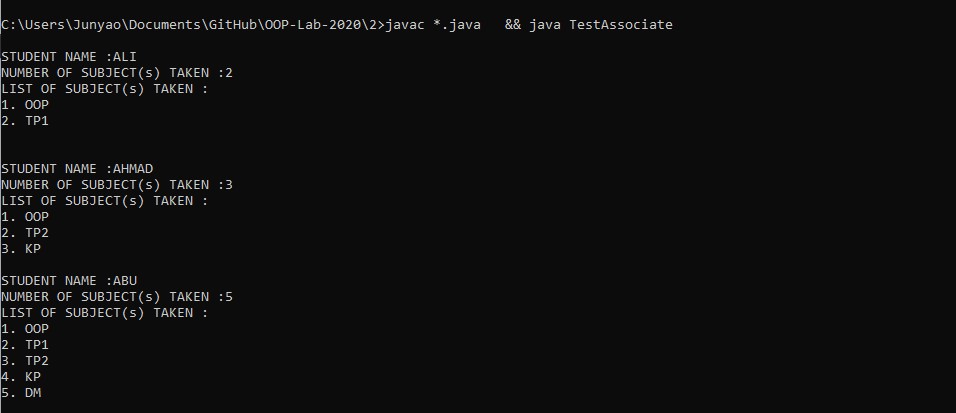 C:\Users\Junyao\Documents\GitHub\OOP-Lab-2020\2>javac *.java   && java TestAssociate
STUDENT NAME :ALI
NUMBER OF SUBJECT(s) TAKEN :2
LIST OF SUBJECT(s) TAKEN :
1. OOP
2. TP1
STUDENT NAME :AHMAD
NUMBER OF SUBJECT(s) TAKEN :3
LIST OF SUBJECT(s) TAKEN :
1. OOP
2. TP2
3. KP
STUDENT NAME :ABU
NUMBER OF SUBJECT(s) TAKEN :5
LIST OF SUBJECT(s) TAKEN :
1. OOP
2. TP1
3. TP2
4. KP
5. DM